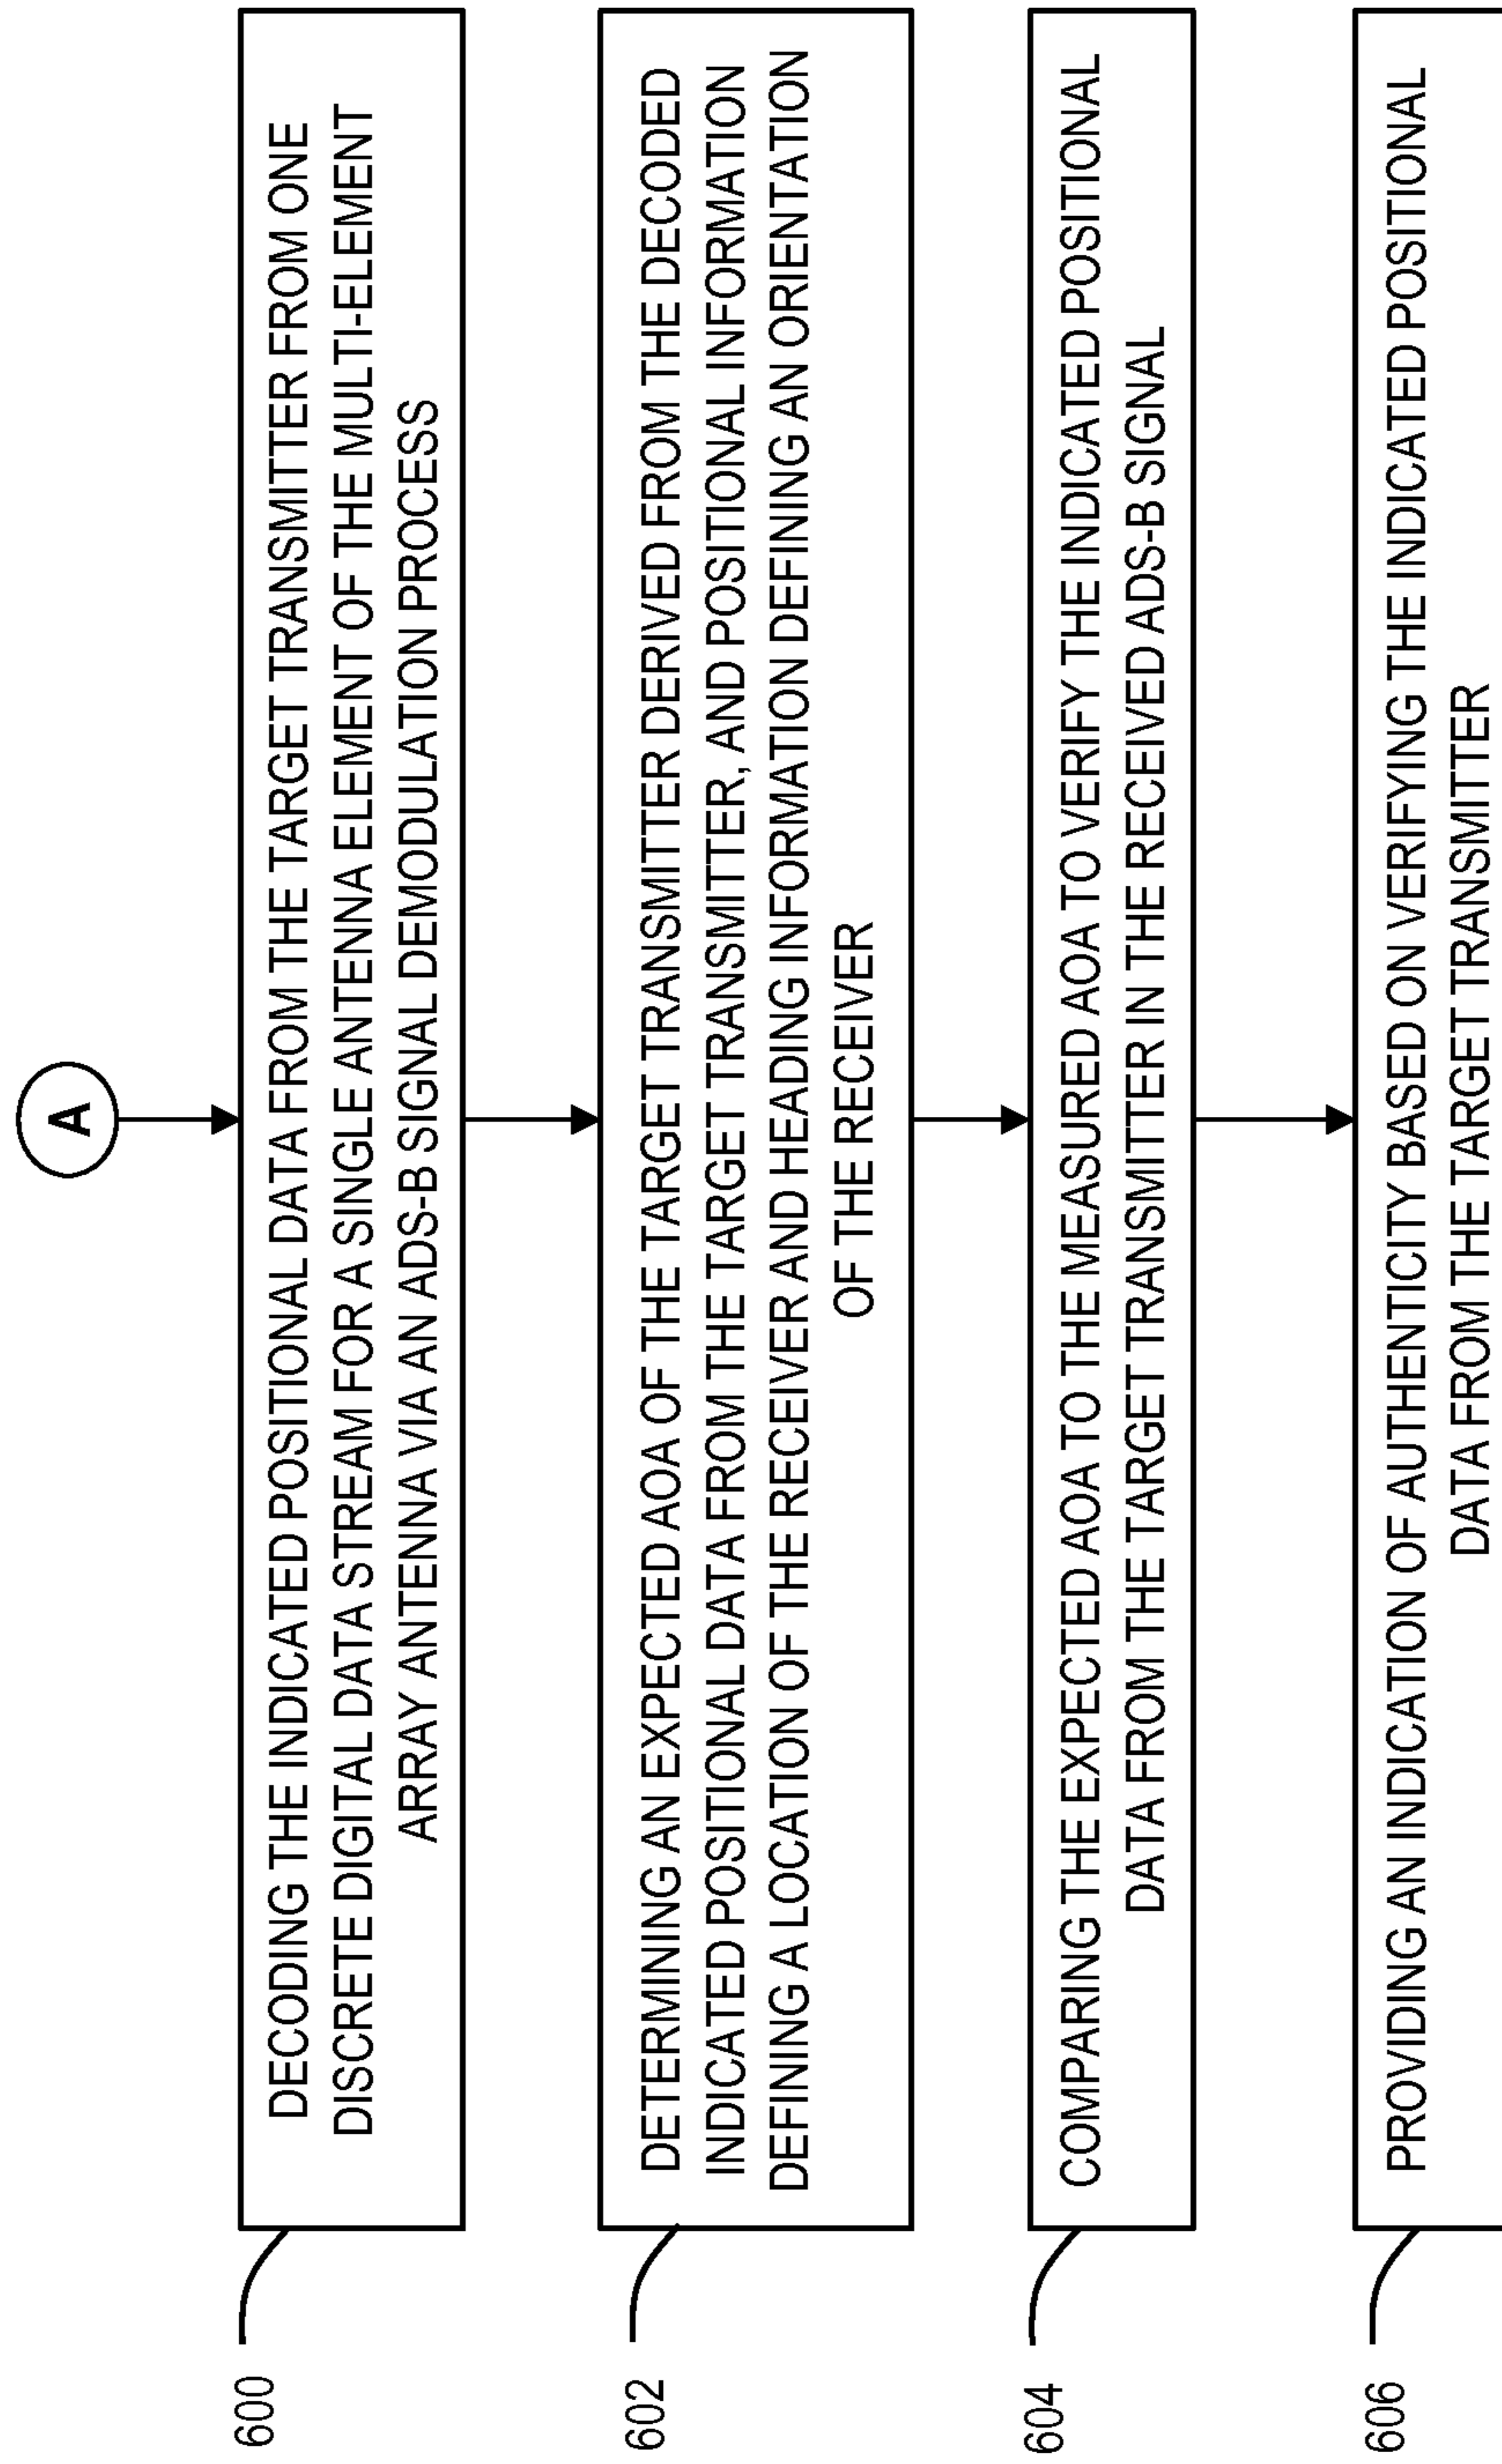 A
600
DECODING THE INDICATED POSITIONAL DATA FROM THE TARGET TRANSMITTER FROM ONE
DISCRETE DIGITAL DATA STREAM FOR A SINGLE ANTENNA ELEMENT OF THE MULTI-ELEMENT
ARRAY ANTENNA VIA AN ADS-B SIGNAL DEMODULATION PROCESS
602
DETERMINING AN EXPECTED AOA OF THE TARGET TRANSMITTER DERIVED FROM THE DECODED
INDICATED POSITIONAL DATA FROM THE TARGET TRANSMITTER, AND POSITIONAL INFORMATION
DEFINING A LOCATION OF THE RECEIVER AND HEADING INFORMATION DEFINING AN ORIENTATION
OF THE RECEIVER
604
COMPARING THE EXPECTED AOA TO THE MEASURED AOA TO VERIFY THE INDICATED POSITIONAL
DATA FROM THE TARGET TRANSMITTER IN THE RECEIVED ADS-B SIGNAL
606
PROVIDING AN INDICATION OF AUTHENTICITY BASED ON VERIFYING THE INDICATED POSITIONAL
DATA FROM THE TARGET TRANSMITTER